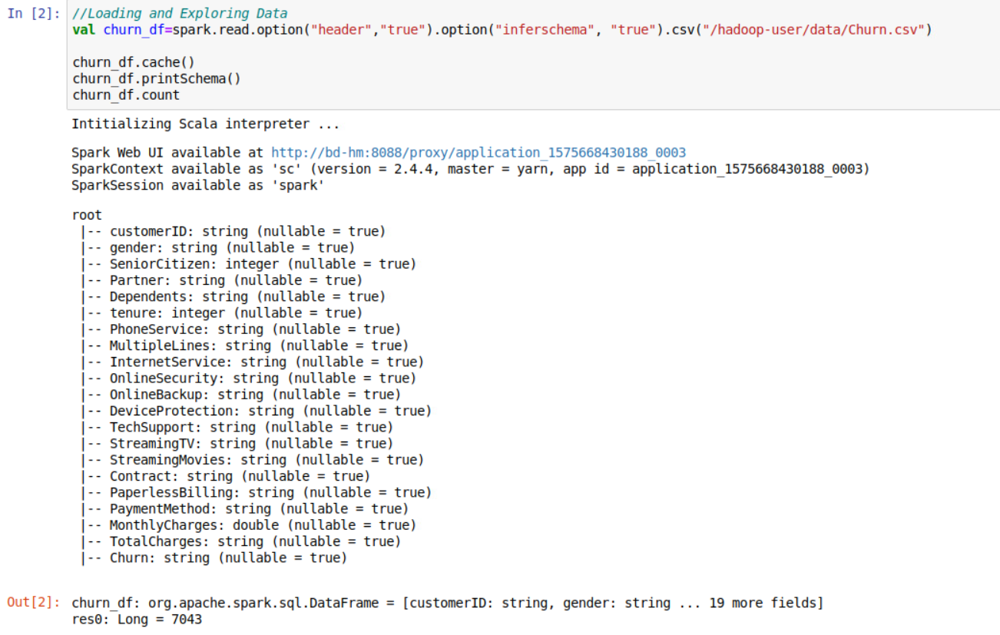 In [2]: //Loading and Exploring Data
val churn_df=spark.read.option("header","true").option("inferschema", "true").csv("/hadoop-user/data/Churn.csv")
churn_df.cache()
churn_df.printSchema()
churn_df.count
Intitializing Scala interpreter ...
Spark Web UI available at http://bd-hm:8088/proxy/application_1575668430188_0003
SparkContext available as 'sc' (version = 2.4.4, master = yarn, app id = application_1575668430188_0003)
SparkSession available as 'spark'
root
 |-- customerID: string (nullable = true)
 |-- gender: string (nullable = true)
 |-- SeniorCitizen: integer (nullable = true)
 |-- Partner: string (nullable = true)
 |-- Dependents: string (nullable = true)
 |-- tenure: integer (nullable = true)
 |-- PhoneService: string (nullable = true)
 |-- MultipleLines: string (nullable = true)
 |-- InternetService: string (nullable = true)
 |-- OnlineSecurity: string (nullable = true)
 |-- OnlineBackup: string (nullable = true)
 |-- DeviceProtection: string (nullable = true)
 |-- TechSupport: string (nullable = true)
 |-- StreamingTV: string (nullable = true)
 |-- StreamingMovies: string (nullable = true)
 |-- Contract: string (nullable = true)
 |-- PaperlessBilling: string (nullable = true)
 |-- PaymentMethod: string (nullable = true)
 |-- MonthlyCharges: double (nullable = true)
 |-- TotalCharges: string (nullable = true)
 |-- Churn: string (nullable = true)
Out[2]: churn_df: org.apache.spark.sql.DataFrame = [customerID: string, gender: string ... 19 more fields]
res0: Long = 7043